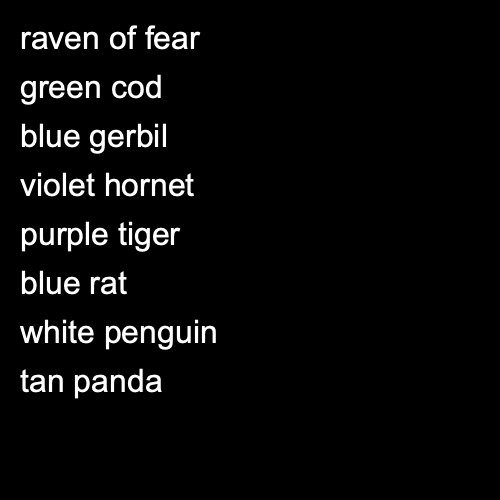 raven of fear
green cod
blue gerbil
violet hornet
purple tiger
blue rat
white penguin
tan panda